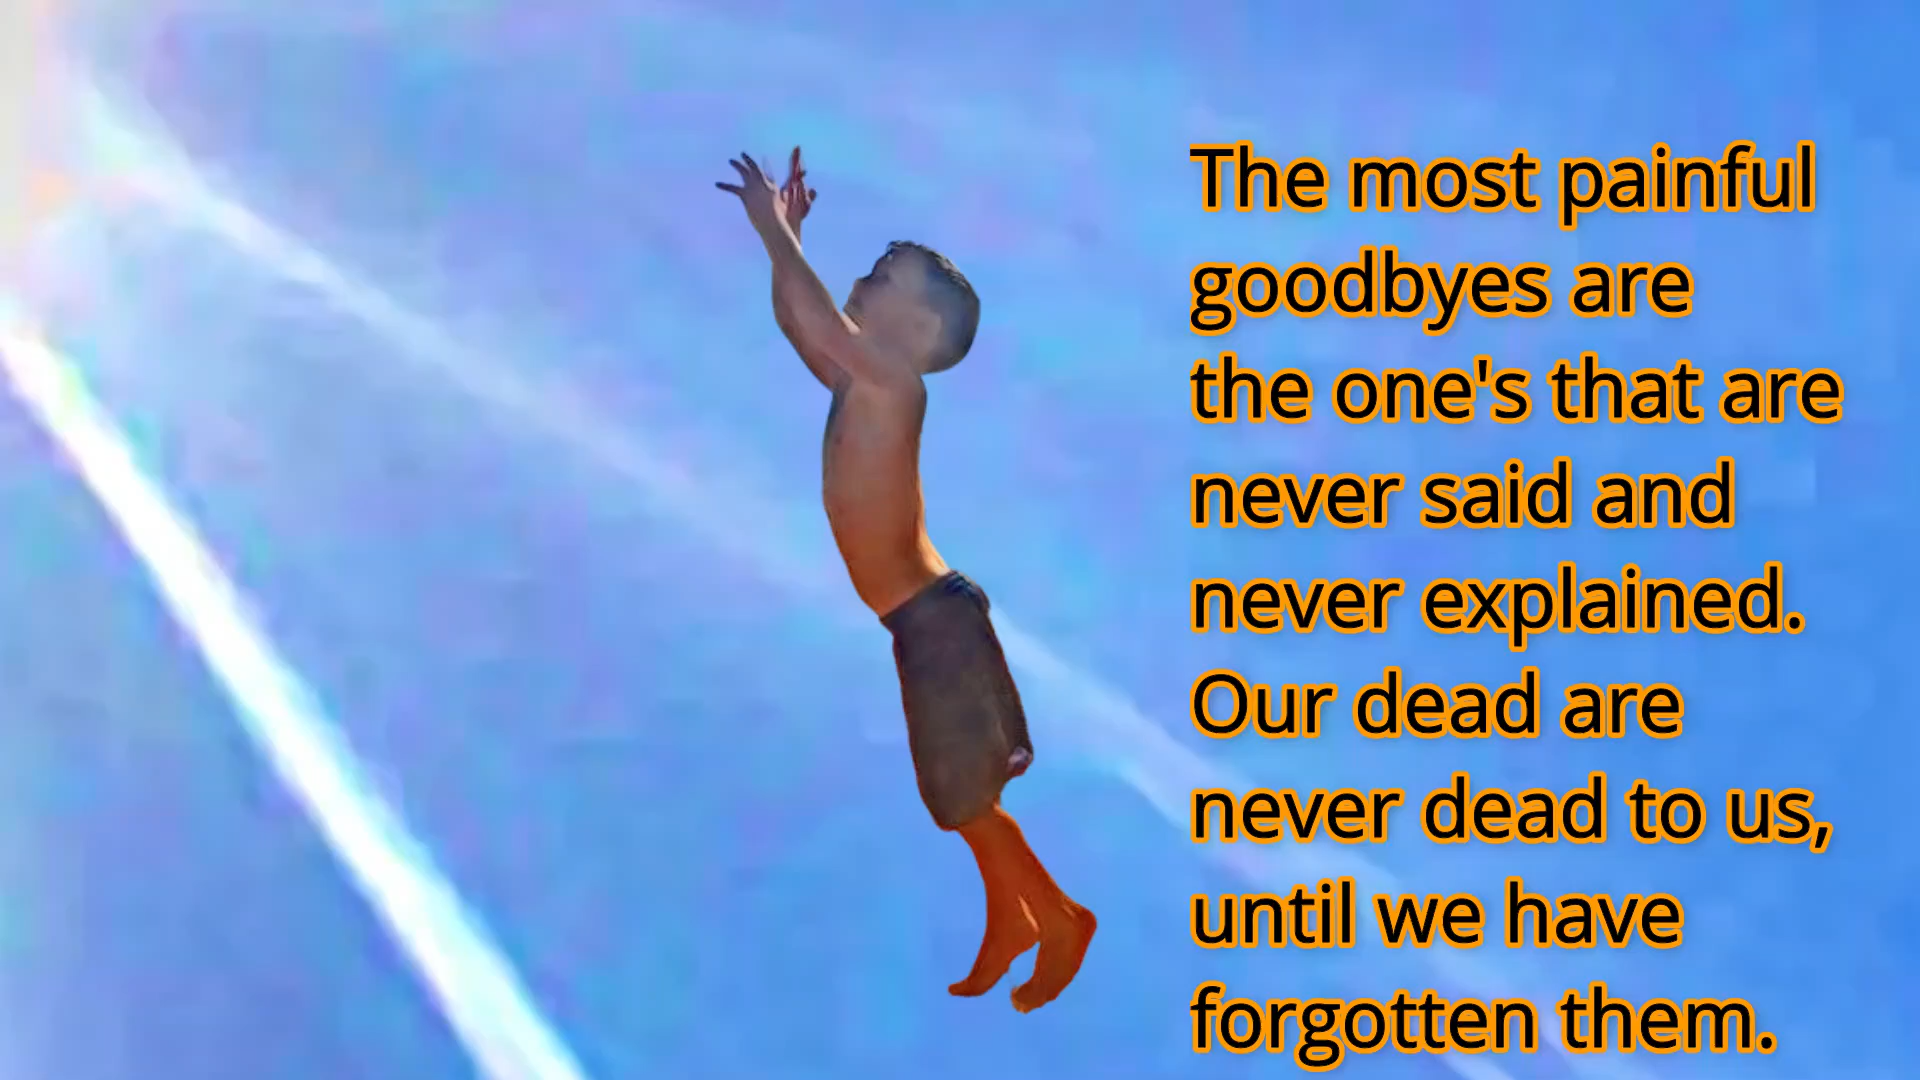 The most painful
goodbyes are
the one's that are
never said and
never explained.
Our dead are
never dead to us,
until we have
forgotten them.